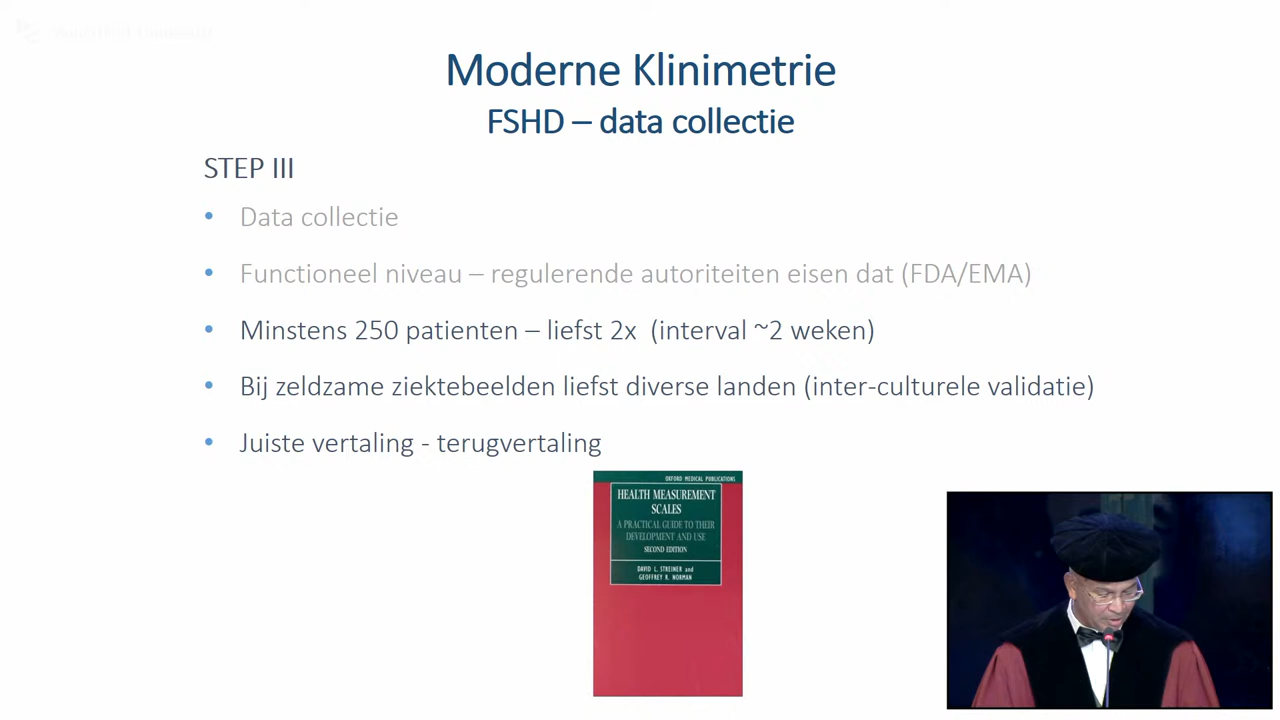 Moderne Klinimetrie
FSHD – data collectie
STEP III
• Data collectie
• Functioneel niveau – regulerende autoriteiten eisen dat (FDA/EMA)
• Minstens 250 patienten – liefst 2x (interval ~2 weken)
• Bij zeldzame ziektebeelden liefst diverse landen (inter-culturele validatie)
• Juiste vertaling - terugvertaling
OXFORD MEDICAL PUBLICATIONS
HEALTH MEASUREMENT
SCALES
A PRACTICAL GUIDE TO THEIR
DEVELOPMENT AND USE
SECOND EDITION
DAVID L. STREINER and
GEOFFREY R. NORMAN